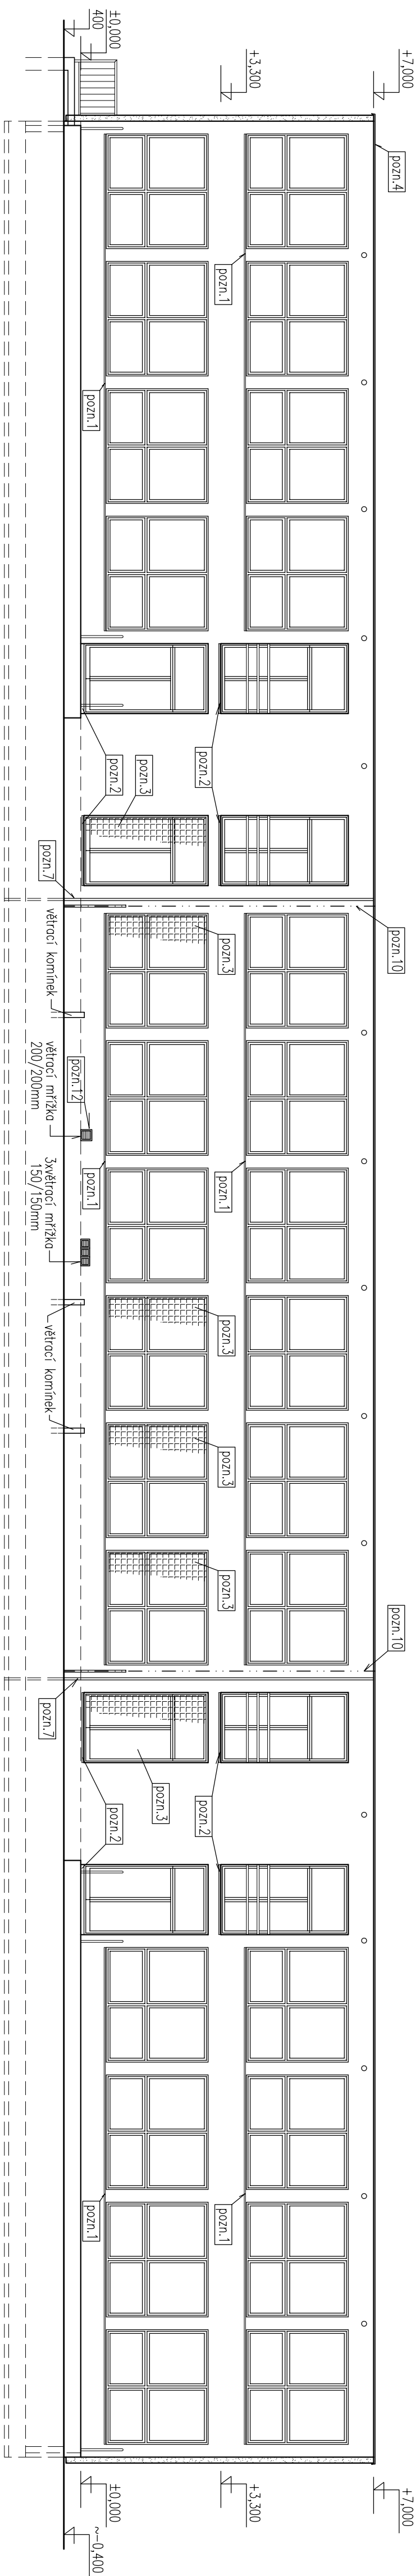 +7,000
pozn.4
pozn.10
pozn.10
+7,000
+3,300
pozn.1
pozn.2
pozn.3
pozn.1
pozn.3
pozn.3
pozn.3
pozn.2
pozn.1
+3,300
pozn.3
pozn.3
±0,000
pozn.1
pozn.2
pozn.1
pozn.2
pozn.1
±0,000
400
pozn.7
pozn.12
pozn.7
~-0,400
větrací komínek
větrací mřížka
200/200mm
3xvětrací mřížka
150/150mm
větrací komínek